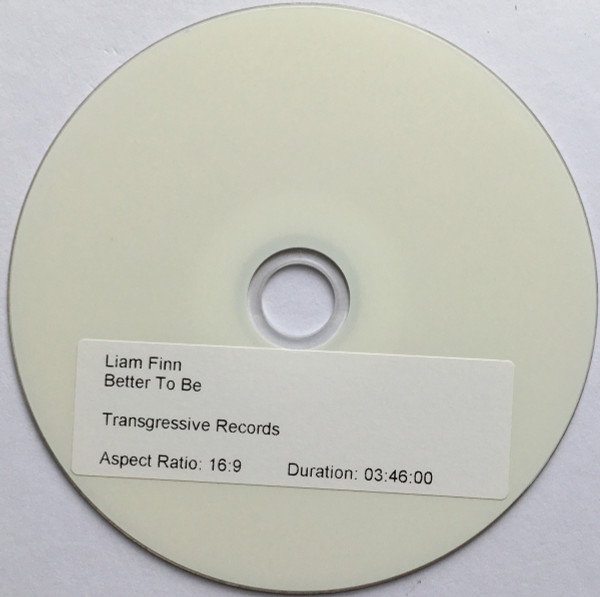 Liam Finn
Better To Be
Transgressive Records
Aspect Ratio: 16:9 Duration: 03:46:00